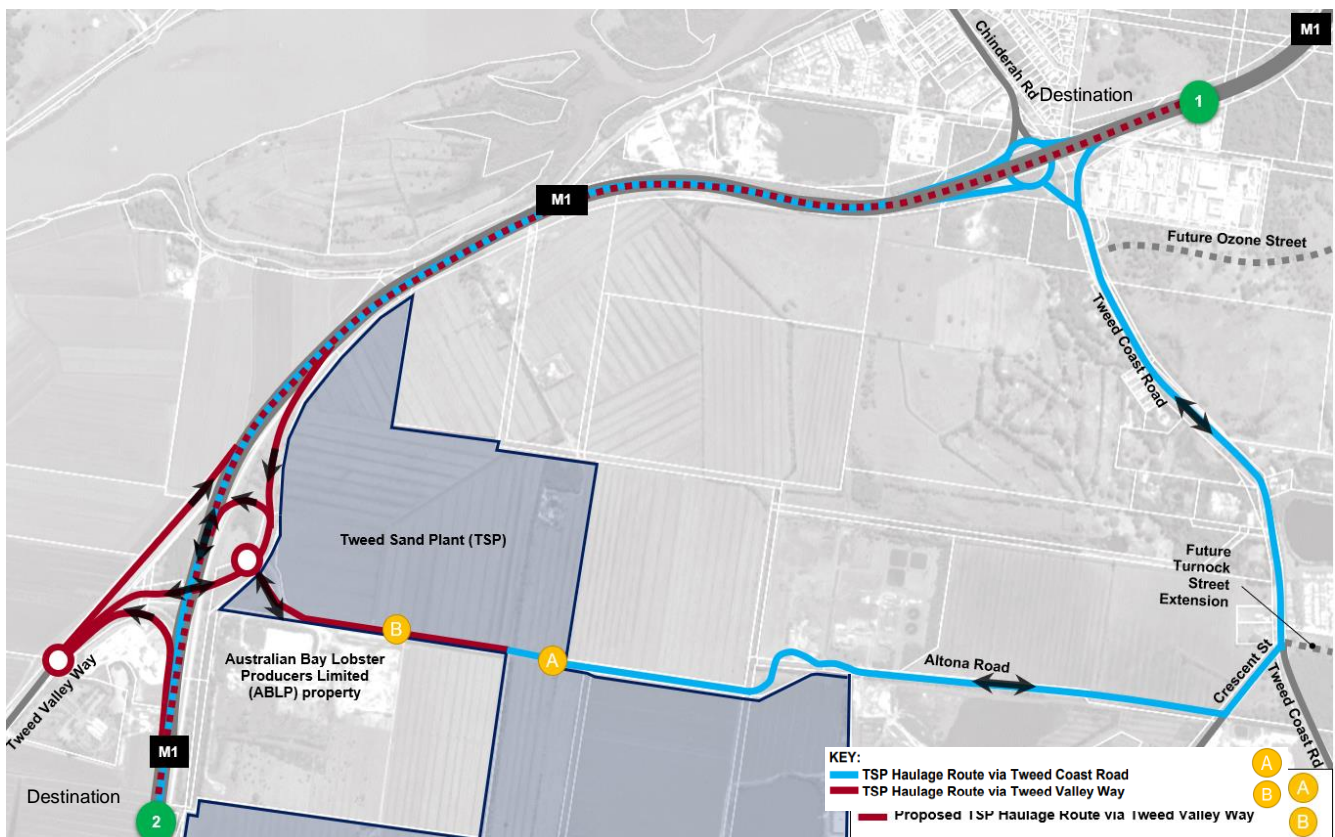 M1
Chinderah Rd
Destination
1
M1
Future Ozone Street
Tweed Coast Road
Tweed Sand Plant (TSP)
Future
Turnock
Street
Extension
B
A
Australian Bay Lobster
Producers Limited
(ABLP) property
Altona Road
Crescent St
Tweed Valley Way
Tweed Coast Rd
M1
Destination
2
KEY:
TSP Haulage Route via Tweed Coast Road
A
TSP Haulage Route via Tweed Valley Way
B
A
Proposed TSP Haulage Route via Tweed Valley Way
B